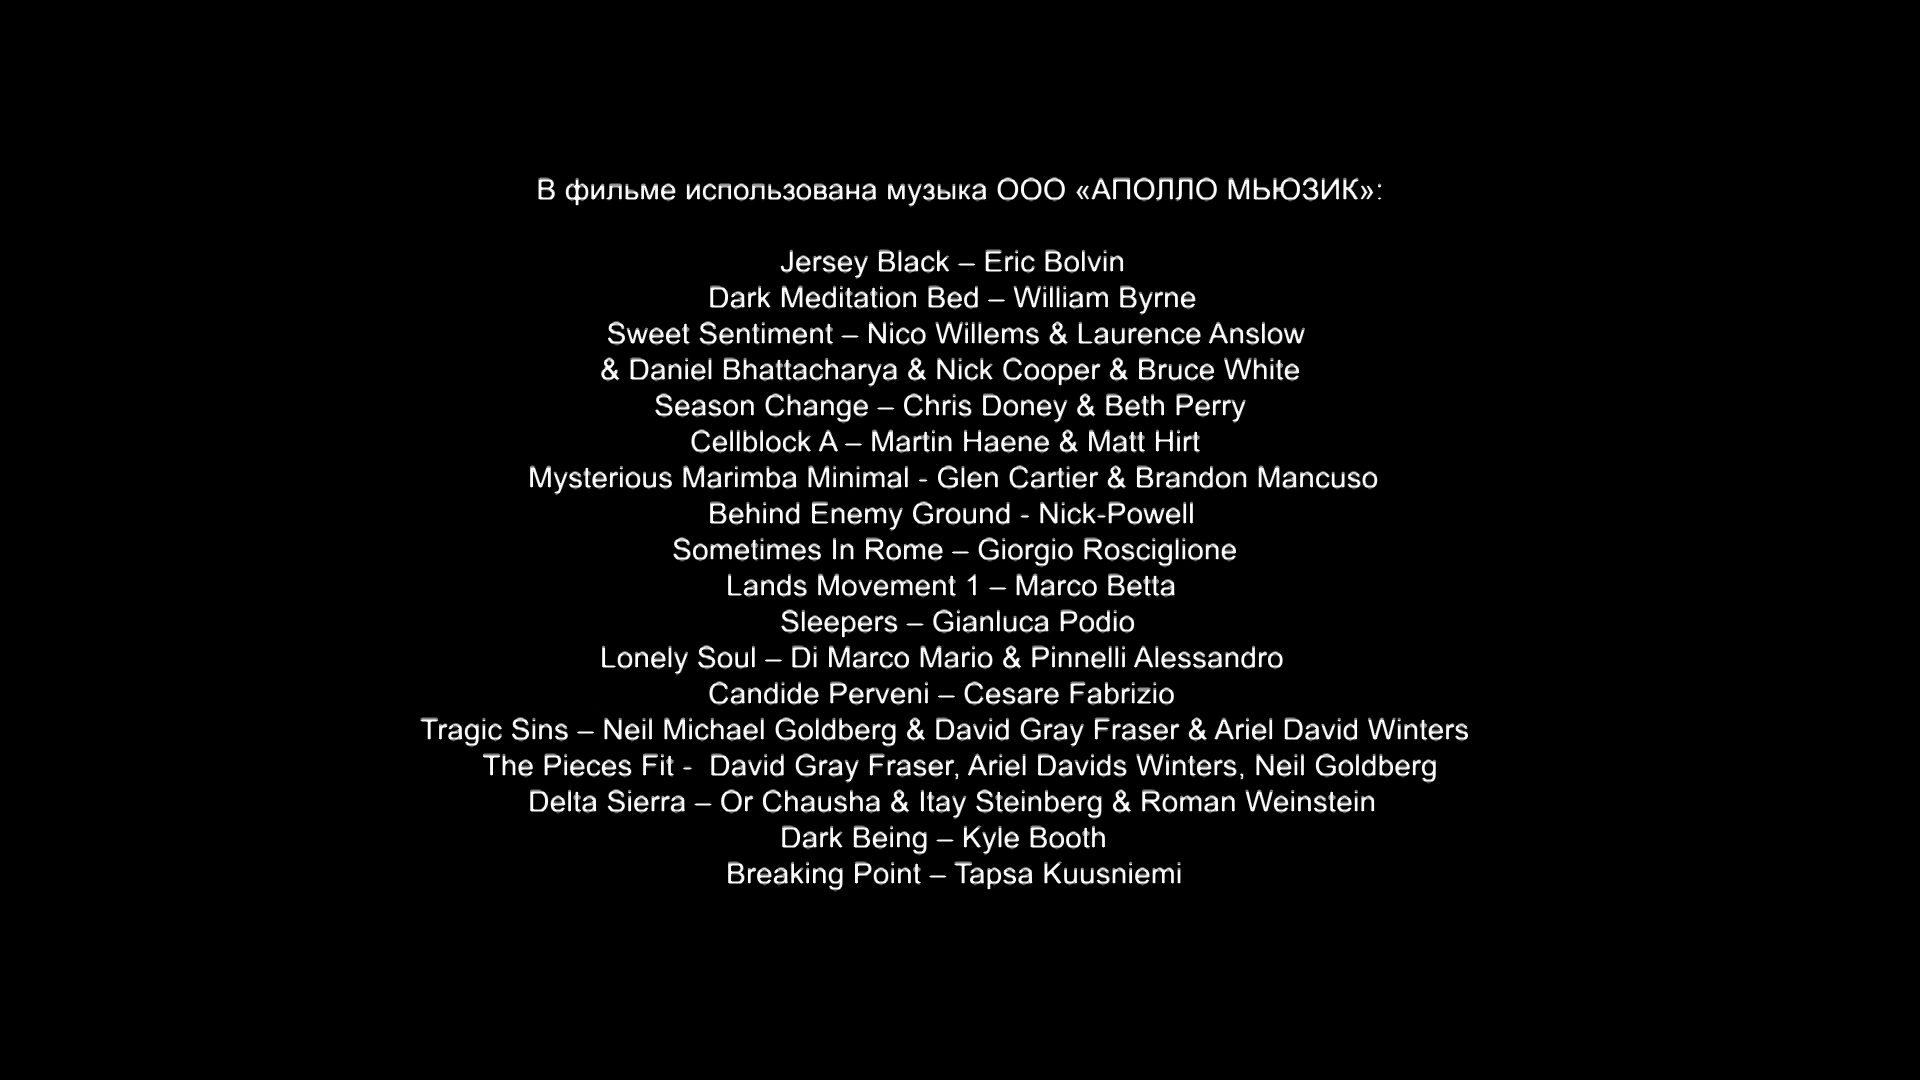 В фильме использована музыка ООО «АПОЛЛО МЬЮЗИК»:
Jersey Black – Eric Bolvin
Dark Meditation Bed – William Byrne
Sweet Sentiment – Nico Willems & Laurence Anslow
& Daniel Bhattacharya & Nick Cooper & Bruce White
Season Change – Chris Doney & Beth Perry
Cellblock A – Martin Haene & Matt Hirt
Mysterious Marimba Minimal - Glen Cartier & Brandon Mancuso
Behind Enemy Ground - Nick-Powell
Sometimes In Rome – Giorgio Rosciglione
Lands Movement 1 – Marco Betta
Sleepers – Gianluca Podio
Lonely Soul – Di Marco Mario & Pinnelli Alessandro
Candide Perveni – Cesare Fabrizio
Tragic Sins – Neil Michael Goldberg & David Gray Fraser & Ariel David Winters
The Pieces Fit -  David Gray Fraser, Ariel Davids Winters, Neil Goldberg
Delta Sierra – Or Chausha & Itay Steinberg & Roman Weinstein
Dark Being – Kyle Booth
Breaking Point – Tapsa Kuusniemi